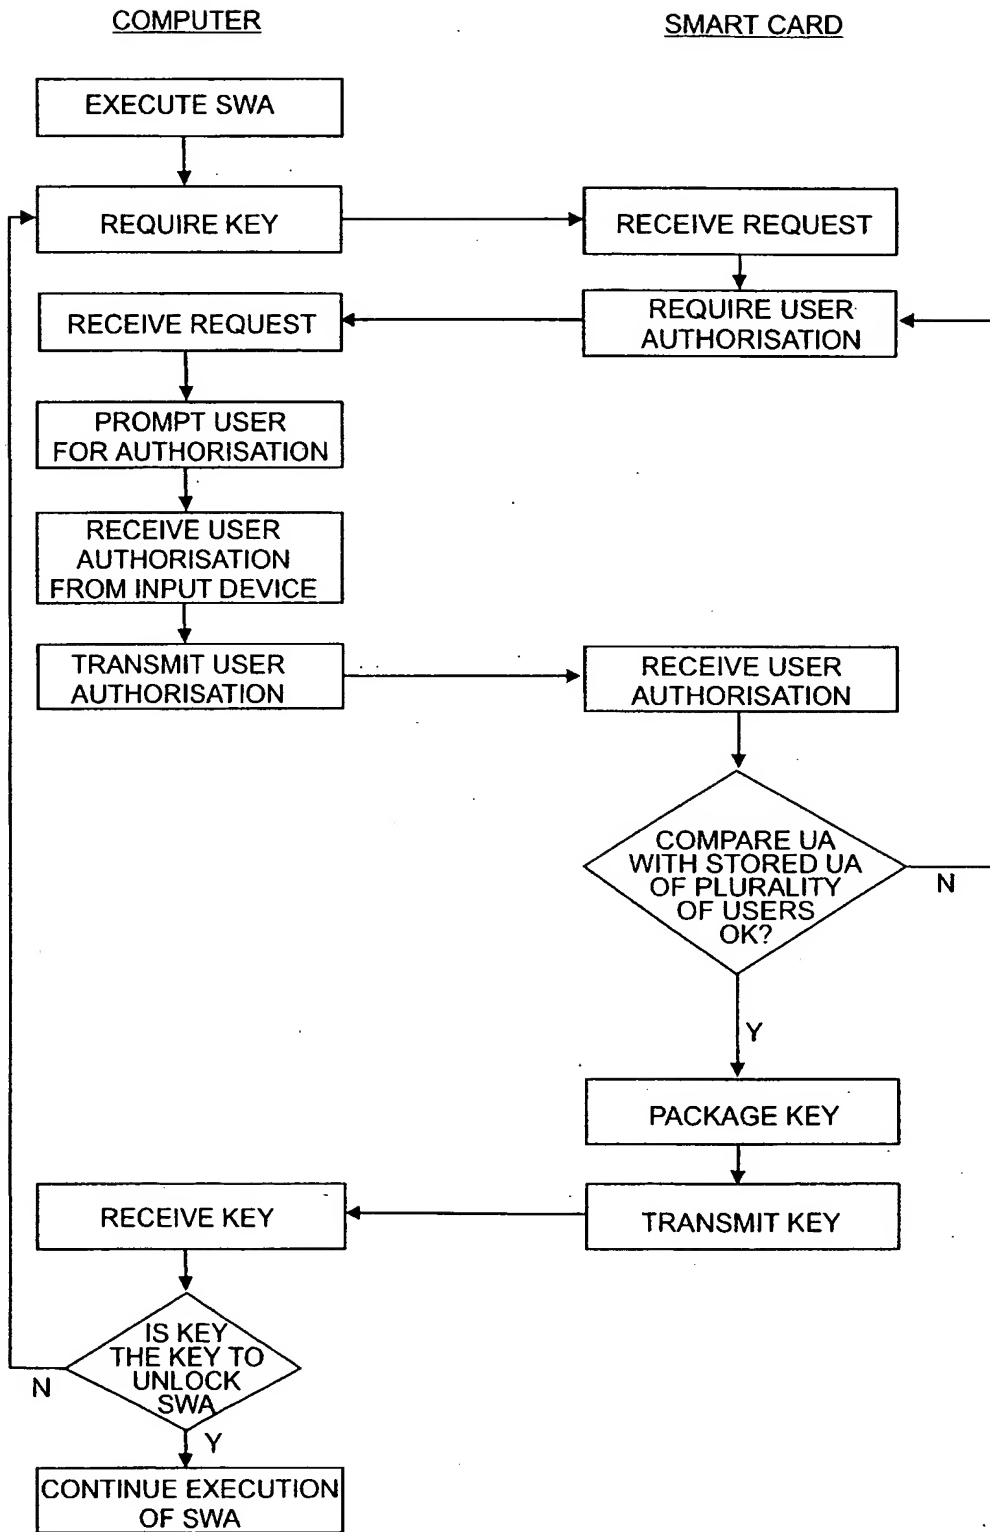 COMPUTER
SMART CARD
EXECUTE SWA
REQUIRE KEY
RECEIVE REQUEST
RECEIVE REQUEST
REQUIRE USER
AUTHORISATION
PROMPT USER
FOR AUTHORISATION
RECEIVE USER
AUTHORISATION
FROM INPUT DEVICE
TRANSMIT USER
AUTHORISATION
RECEIVE USER
AUTHORISATION
COMPARE UA
WITH STORED UA
OF PLURALITY
OF USERS
OK?
N
Y
PACKAGE KEY
TRANSMIT KEY
RECEIVE KEY
IS KEY
THE KEY TO
UNLOCK
SWA
N
Y
CONTINUE EXECUTION
OF SWA